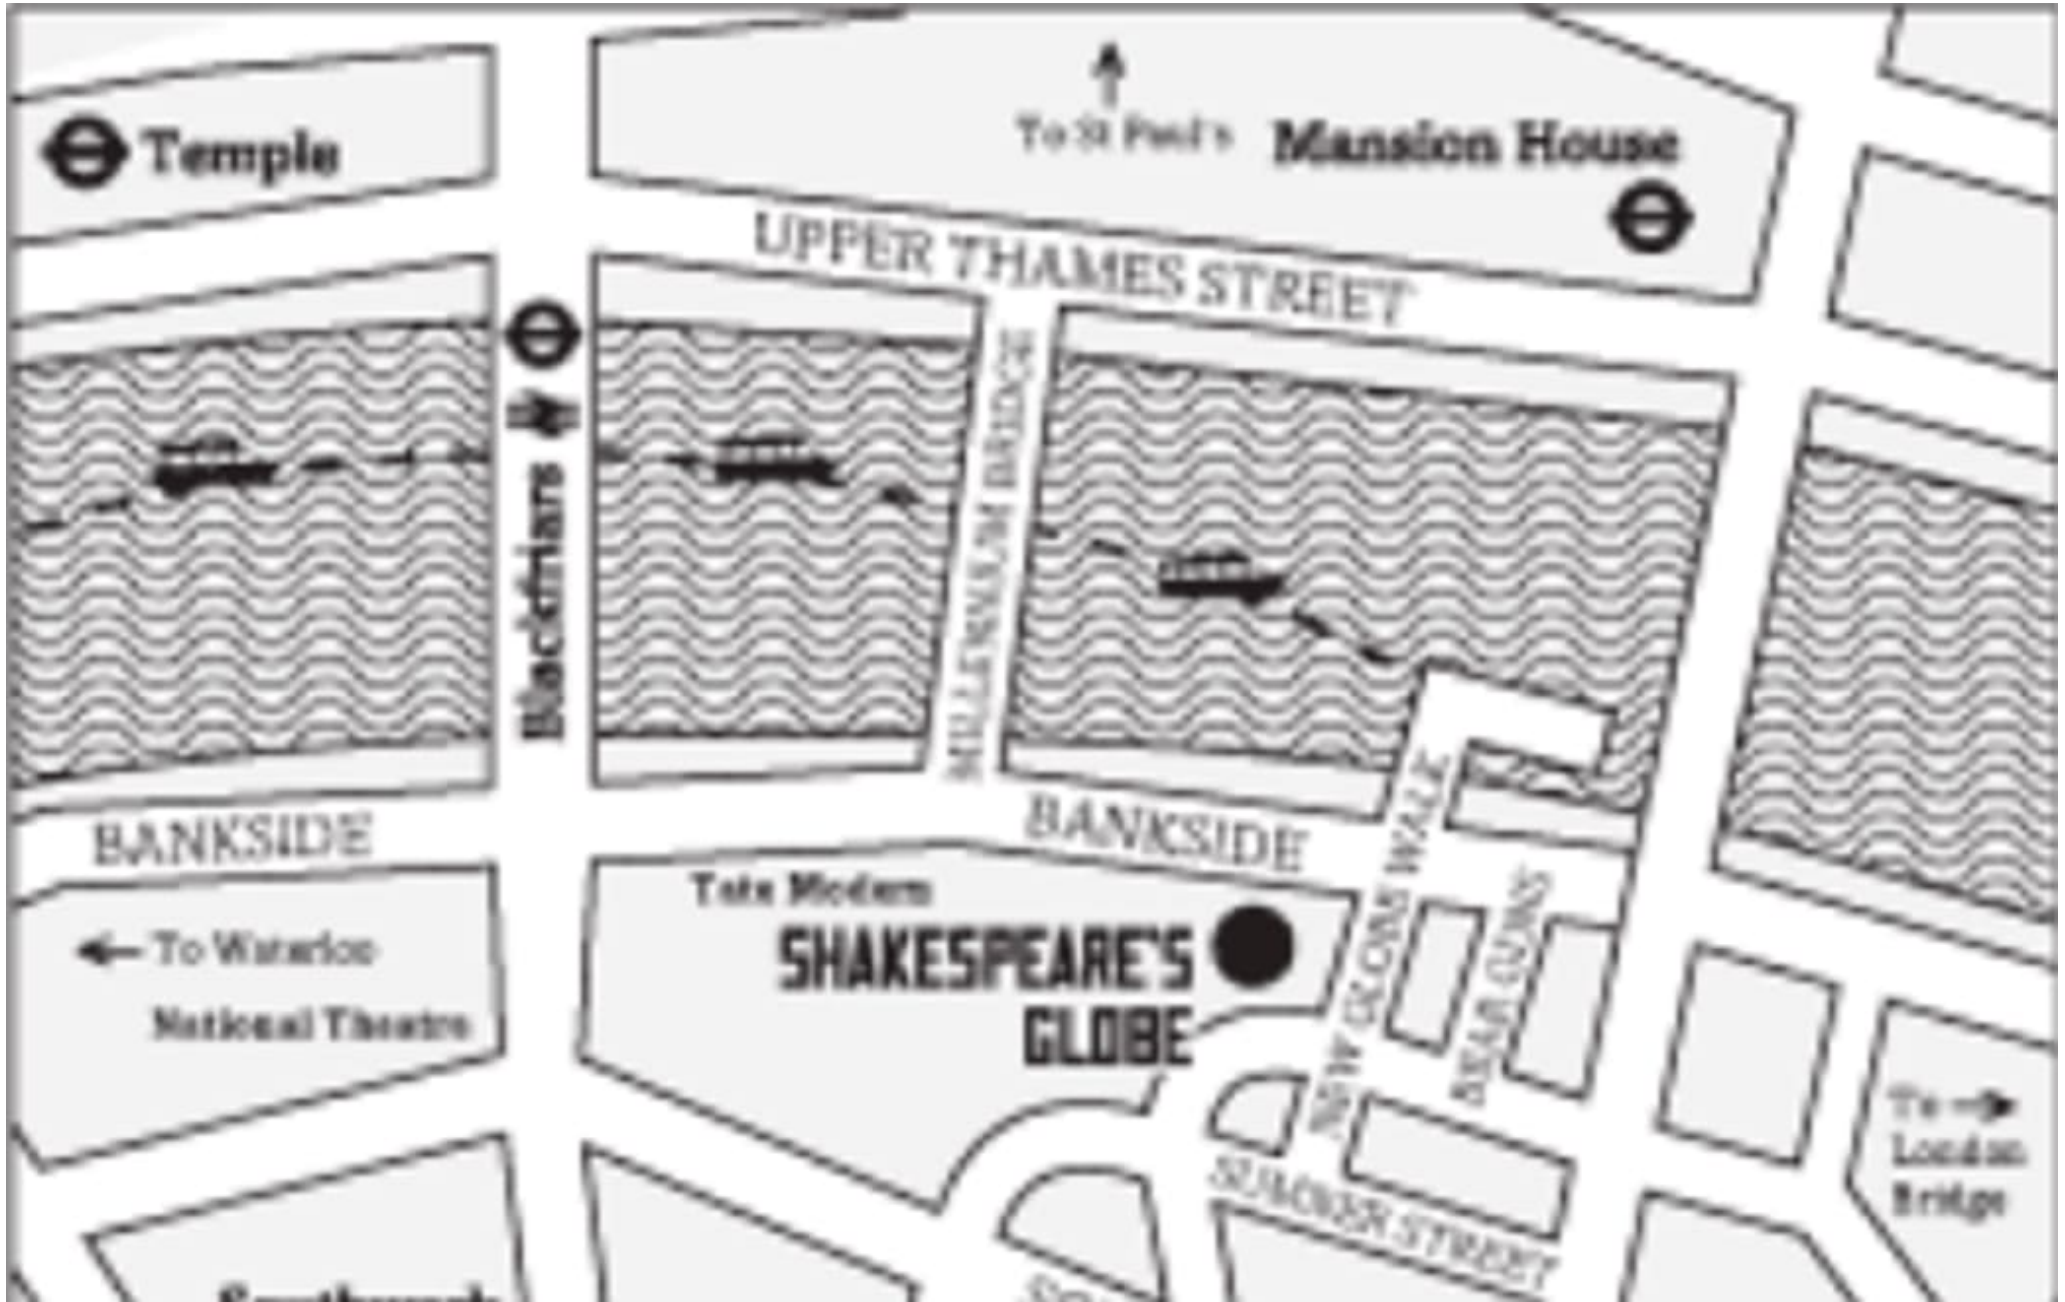 To St Paul's
Mansion House
Temple
UPPER THAMES STREET
MILLENNIUM BRIDGE
Blackfriars
BANKSIDE
BANKSIDE
NEW GLOBE WALK
BEAR GDNS
Tate Modern
SHAKESPEARE'S
GLOBE
To Waterloo
National Theatre
To
London
Bridge
SUMNER STREET
Southwark